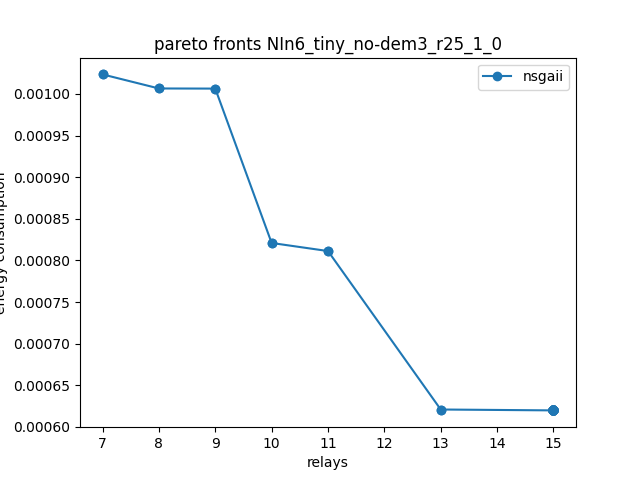 pareto fronts NIn6_tiny_no-dem3_r25_1_0
nsgaii
0.00100
0.00095
0.00090
0.00085
0.00080
0.00075
0.00070
0.00065
0.00060
energy consumption
7 8 9 10 11 12 13 14 15
relays